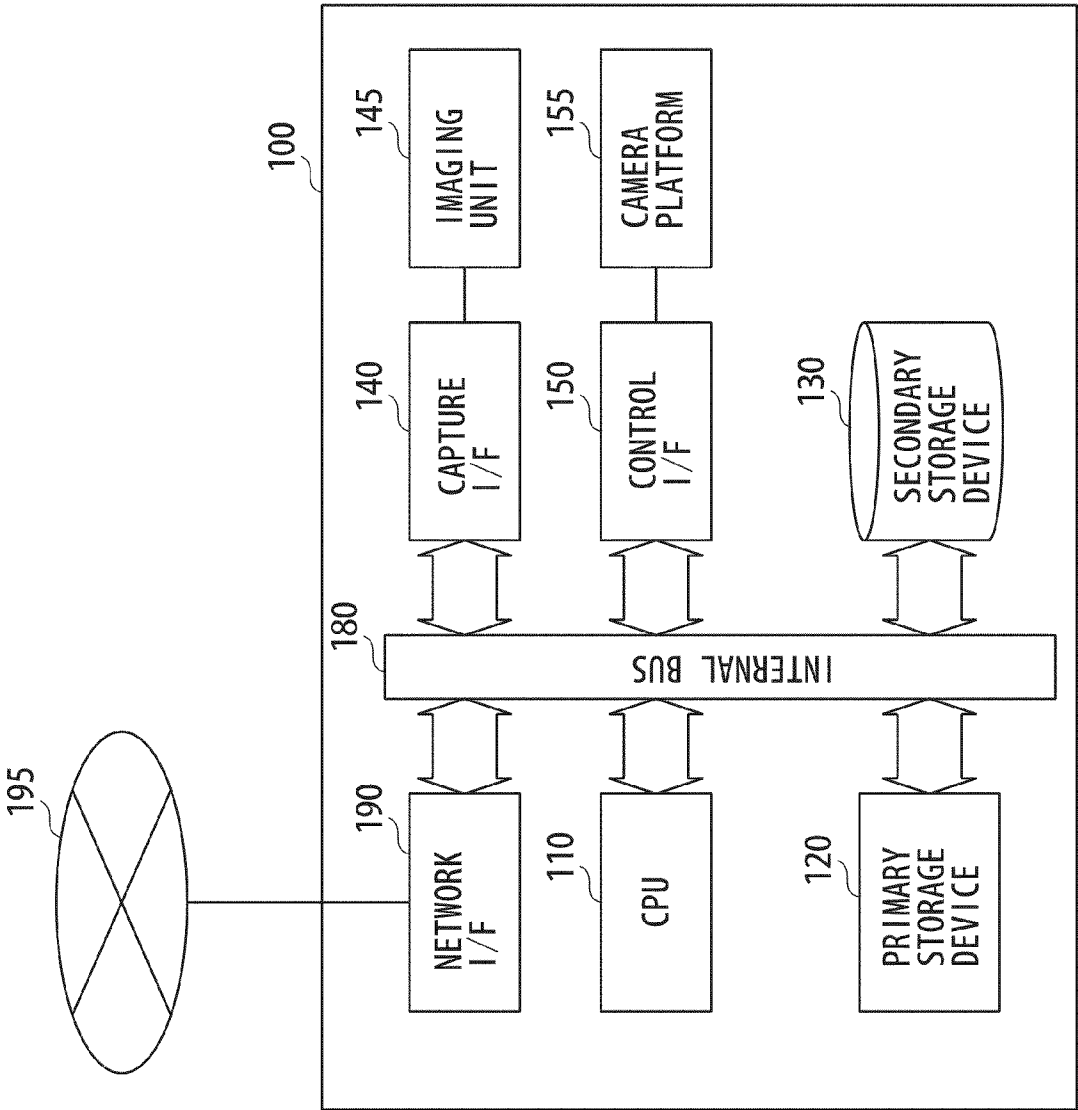 195
100
190
NETWORK
I/F
180
140
CAPTURE
I/F
145
IMAGING
UNIT
110
CPU
INTERNAL BUS
150
CONTROL
I/F
155
CAMERA
PLATFORM
120
PRIMARY
STORAGE
DEVICE
130
SECONDARY
STORAGE
DEVICE